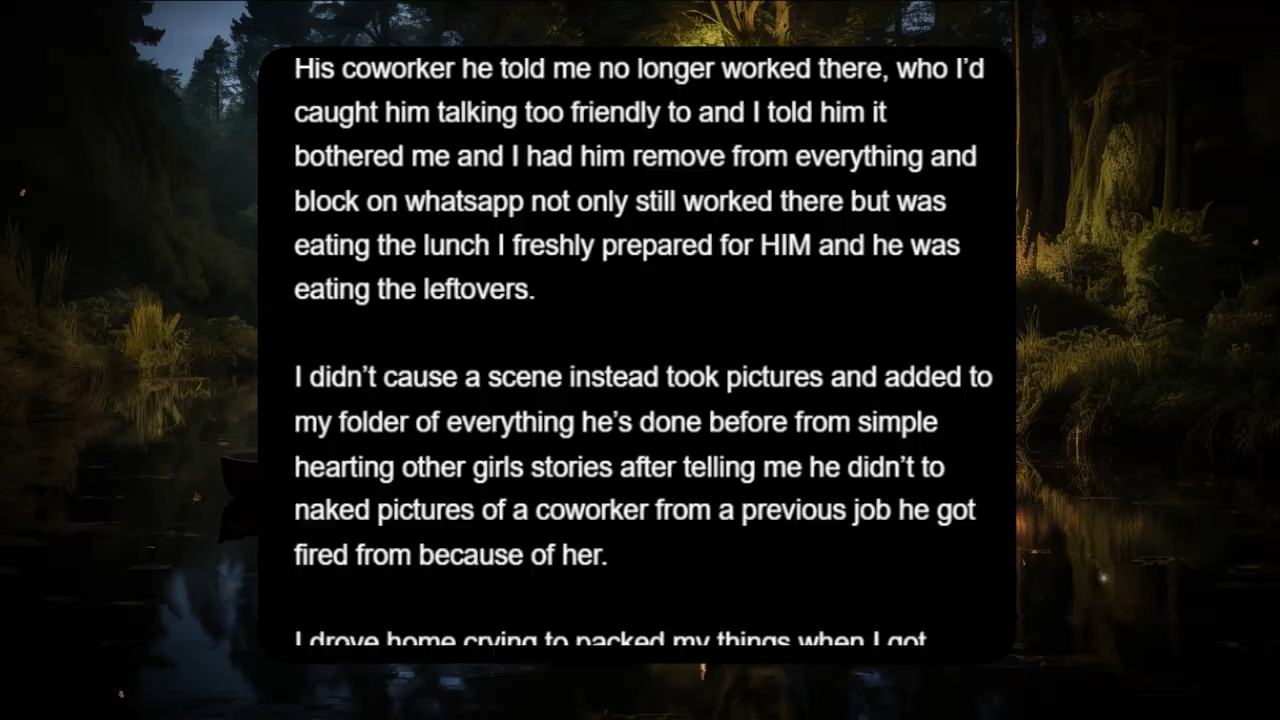 His coworker he told me no longer worked there, who I’d
caught him talking too friendly to and I told him it
bothered me and I had him remove from everything and
block on whatsapp not only still worked there but was
eating the lunch I freshly prepared for HIM and he was
eating the leftovers.
I didn’t cause a scene instead took pictures and added to
my folder of everything he’s done before from simple
hearting other girls stories after telling me he didn’t to
naked pictures of a coworker from a previous job he got
fired from because of her.
I drove home crying to packed my things when I got